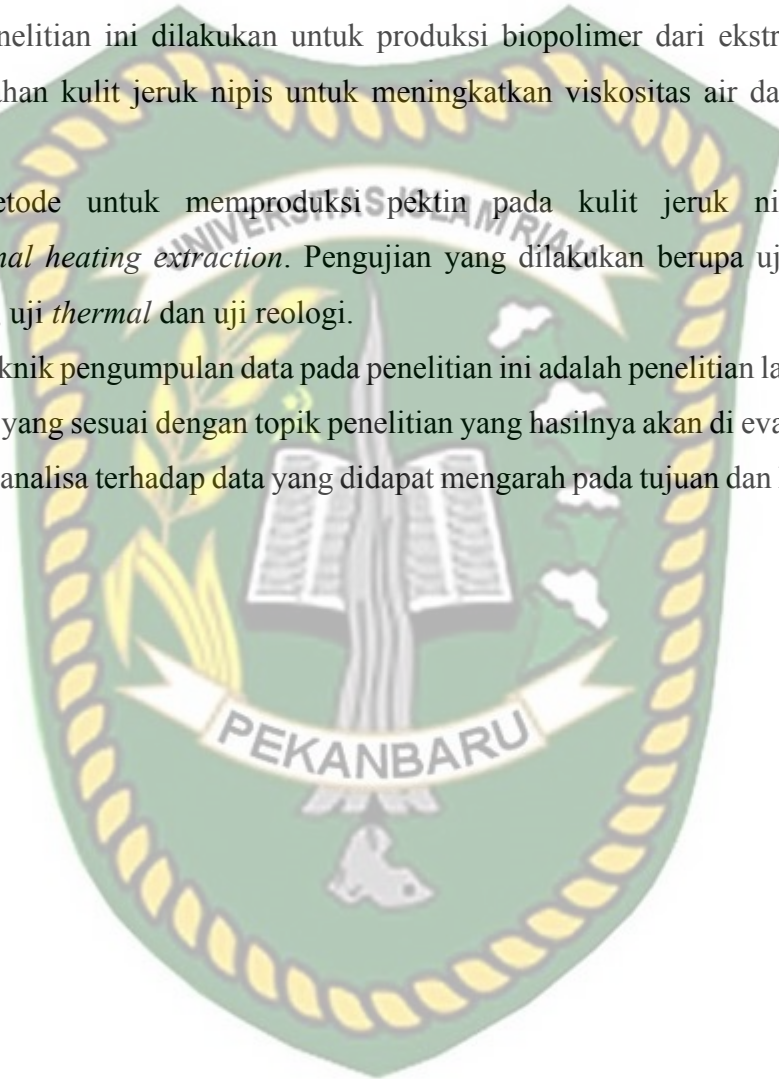 nelitian ini dilakukan untuk produksi biopolimer dari ekstr
ahan kulit jeruk nipis untuk meningkatkan viskositas air da
etode untuk memproduksi pektin pada kulit jeruk ni
nal heating extraction. Pengujian yang dilakukan berupa uj
uji thermal dan uji reologi.
knik pengumpulan data pada penelitian ini adalah penelitian la
yang sesuai dengan topik penelitian yang hasilnya akan di eva
analisa terhadap data yang didapat mengarah pada tujuan dan
UNIVERSITAS ISLAM RIAU
PEKANBARU